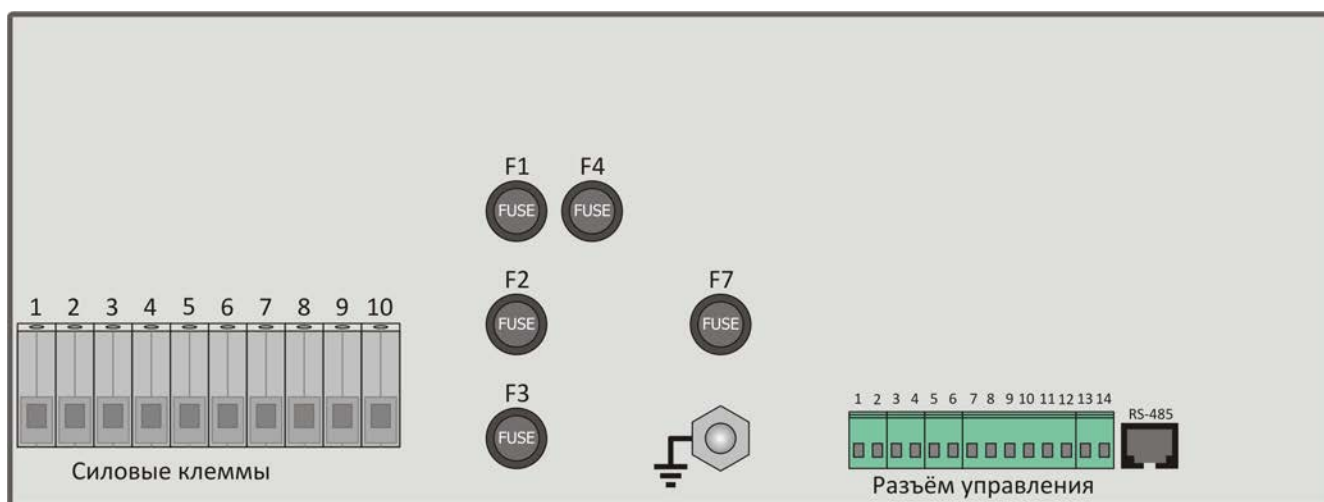 F1 F4
FUSE FUSE
F2 F7
1 2 3 4 5 6 7 8 9 10
FUSE FUSE
F3
1 2 3 4 5 6 7 8 9 10 11 12 13 14
RS-485
FUSE
Силовые клеммы
Разъём управления